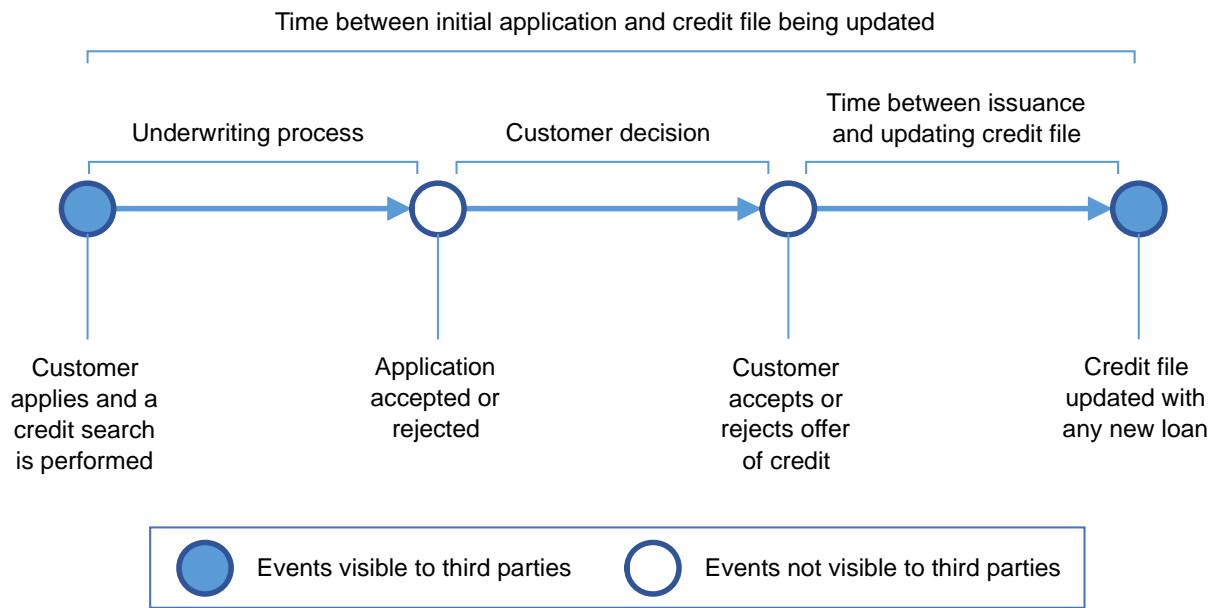 Time between initial application and credit file being updated
Underwriting process
Customer decision
Time between issuance
and updating credit file
Customer
applies and a
credit search
is performed
Application
accepted or
rejected
Customer
accepts or
rejects offer
of credit
Credit file
updated with
any new loan
Events visible to third parties
Events not visible to third parties